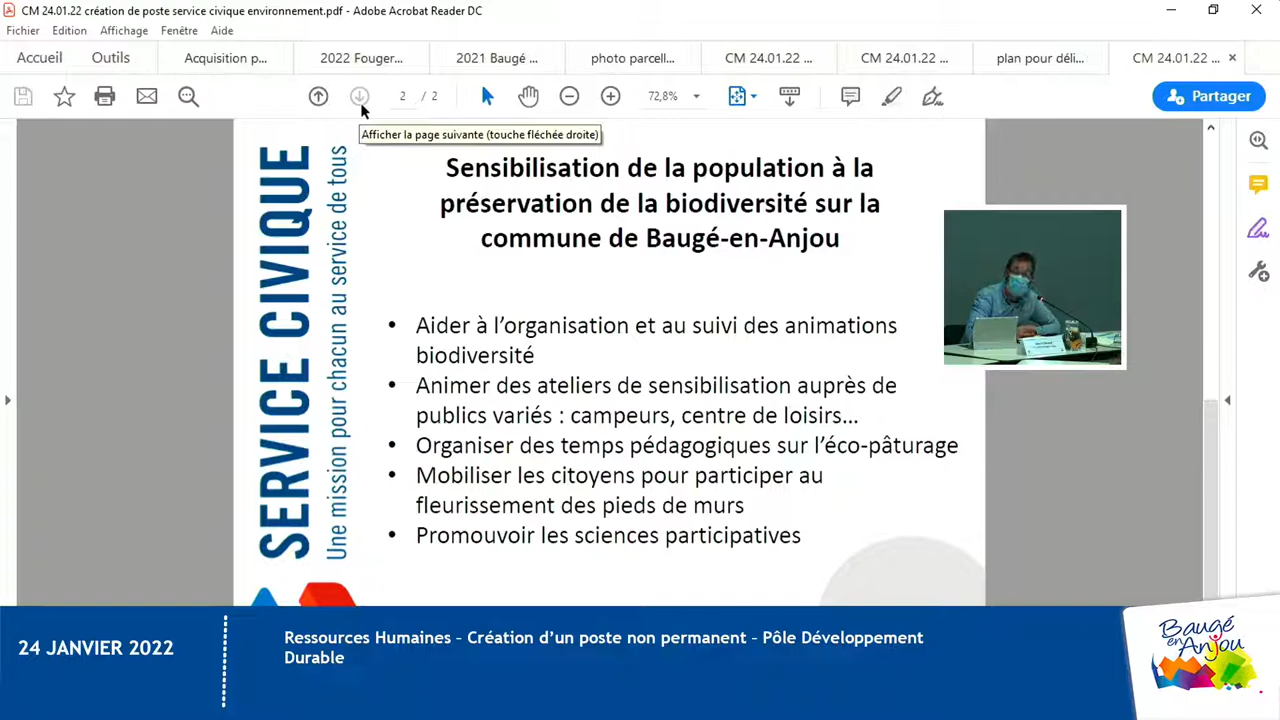 CM 24.01.22 création de poste service civique environnement.pdf - Adobe Acrobat Reader DC
Fichier Edition Affichage Fenêtre Aide
Accueil Outils Acquisition p... 2022 Fouger... 2021 Baugé ... photo parcell... CM 24.01.22 ... CM 24.01.22 ... plan pour déli... CM 24.01.22 ... ×
2 / 2 72,8% Partager
Afficher la page suivante (touche fléchée droite)
SERVICE CIVIQUE
Une mission pour chacun au service de tous
Sensibilisation de la population à la
préservation de la biodiversité sur la
commune de Baugé-en-Anjou
• Aider à l’organisation et au suivi des animations
biodiversité
• Animer des ateliers de sensibilisation auprès de
publics variés : campeurs, centre de loisirs…
• Organiser des temps pédagogiques sur l’éco-pâturage
• Mobiliser les citoyens pour participer au
fleurissement des pieds de murs
• Promouvoir les sciences participatives
24 JANVIER 2022
Ressources Humaines – Création d’un poste non permanent – Pôle Développement
Durable
Baugé
en Anjou